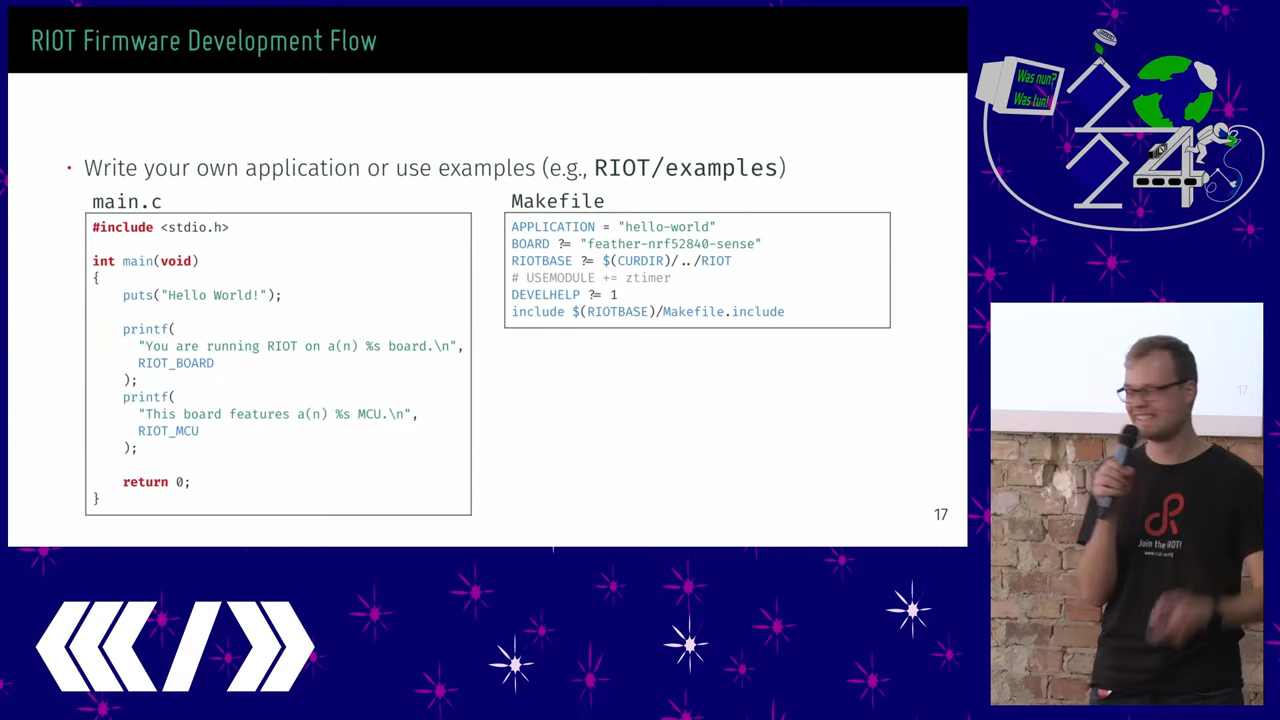 RIOT Firmware Development Flow
• Write your own application or use examples (e.g., RIOT/examples)
main.c
#include <stdio.h>
int main(void)
{
puts("Hello World!");
printf(
"You are running RIOT on a(n) %s board.\n",
RIOT_BOARD
);
printf(
"This board features a(n) %s MCU.\n",
RIOT_MCU
);
return 0;
}
Makefile
APPLICATION = "hello-world"
BOARD ?= "feather-nrf52840-sense"
RIOTBASE ?= $(CURDIR)/../RIOT
# USEMODULE += ztimer
DEVELHELP ?= 1
include $(RIOTBASE)/Makefile.include
17
Was nun?
Was tun!
2
24
17
Join the RIOT!